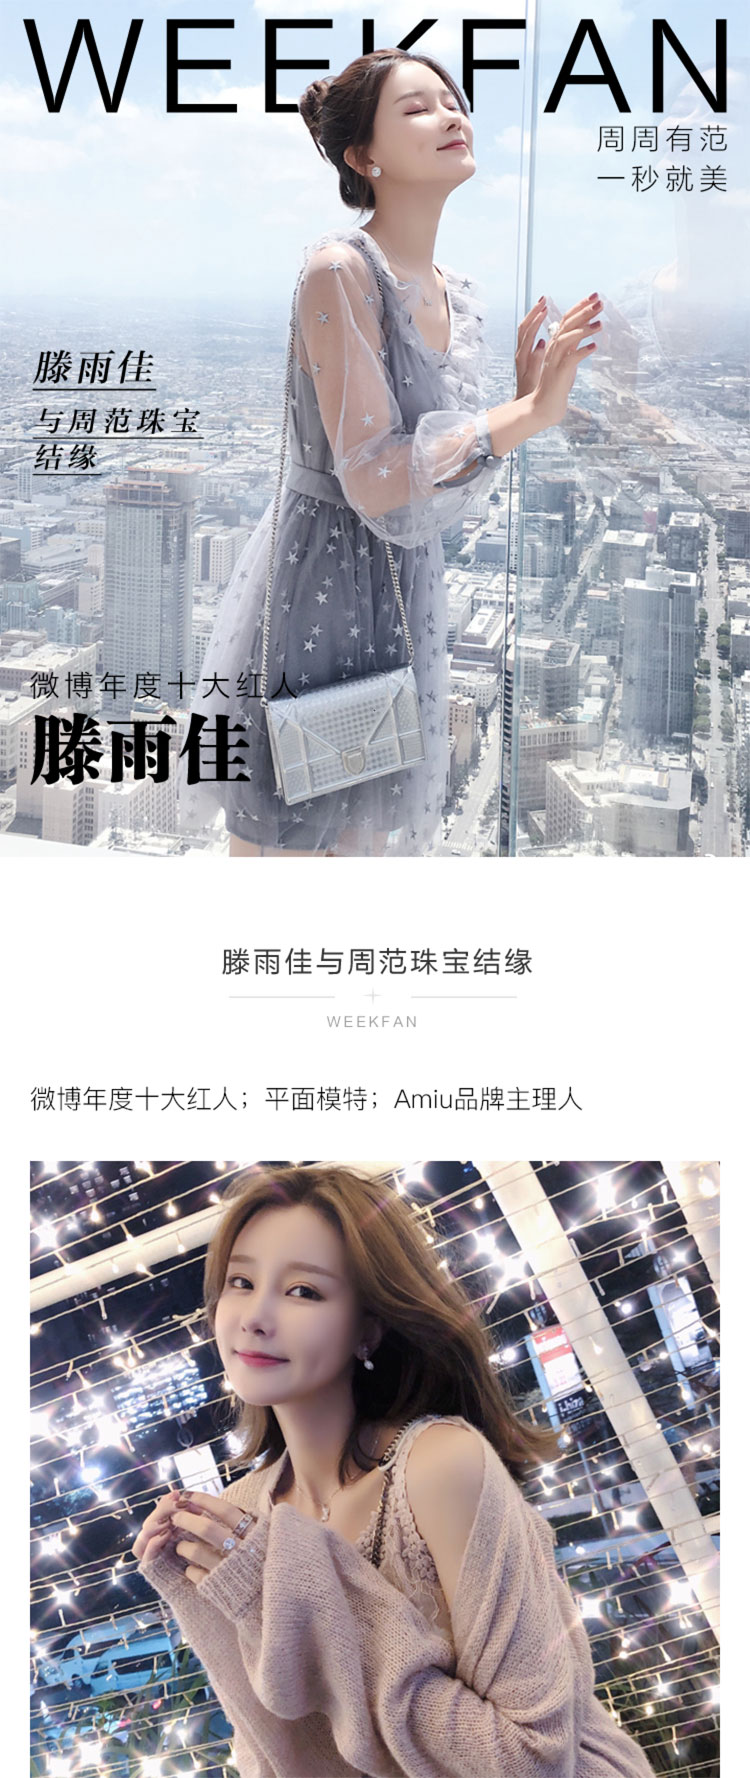 WEEKFAN
周周有范
一秒就美
滕雨佳
与周范珠宝
结缘
微博年度十大红人
滕雨佳
滕雨佳与周范珠宝结缘
WEEKFAN
微博年度十大红人；平面模特；Amiu品牌主理人